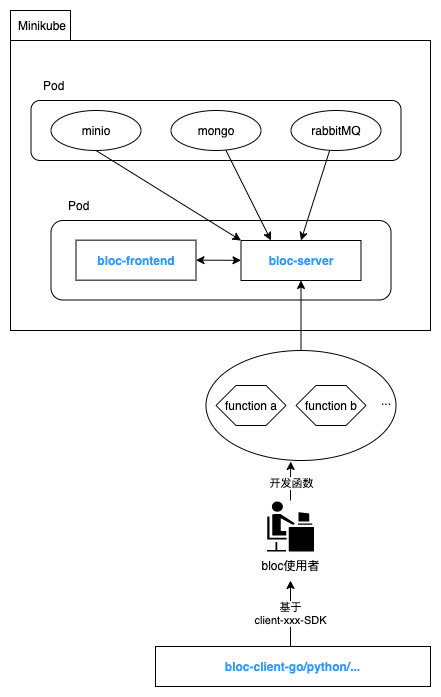 Minikube
Pod
minio
mongo
rabbitMQ
Pod
bloc-frontend
bloc-server
function a
function b
...
开发函数
bloc使用者
基于
client-xxx-SDK
bloc-client-go/python/...